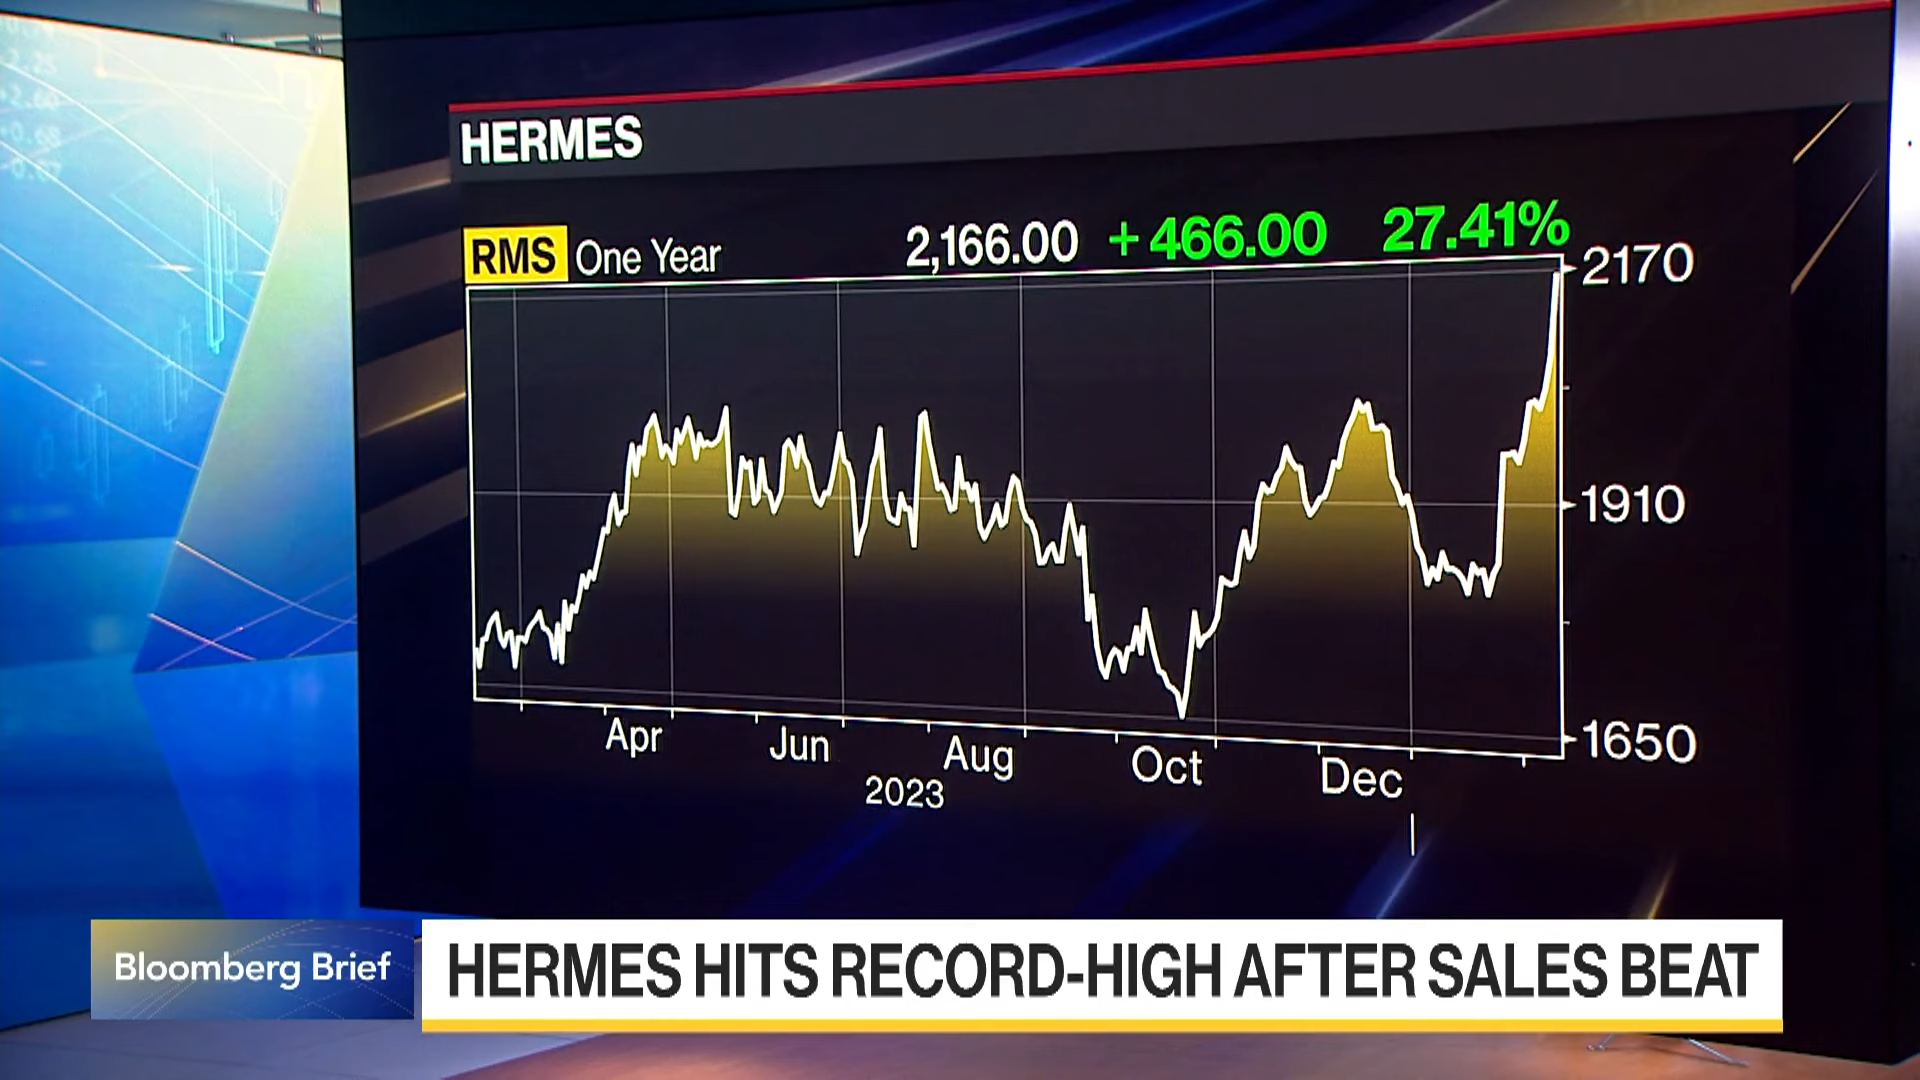 HERMES
RMS One Year 2,166.00 +466.00 27.41%
2170
1910
1650
Apr Jun Aug Oct Dec
2023
Bloomberg Brief
HERMES HITS RECORD-HIGH AFTER SALES BEAT